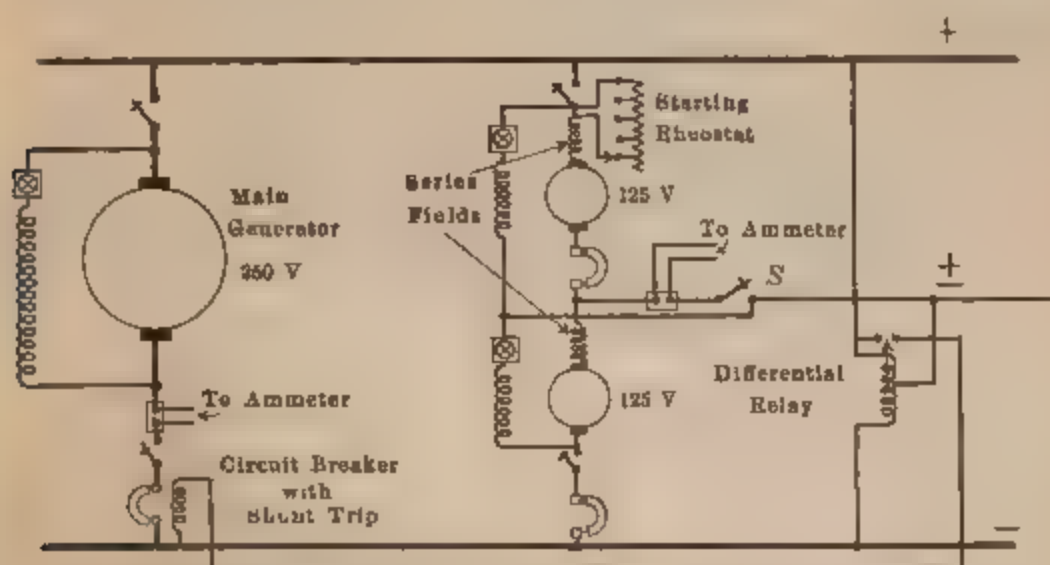 +
Starting
Rheostat
Series
Fields
125 V
Main
Generator
250 V
To Ammeter
S
±
Differential
Relay
125 V
To Ammeter
Circuit Breaker
with
Shunt Trip
−